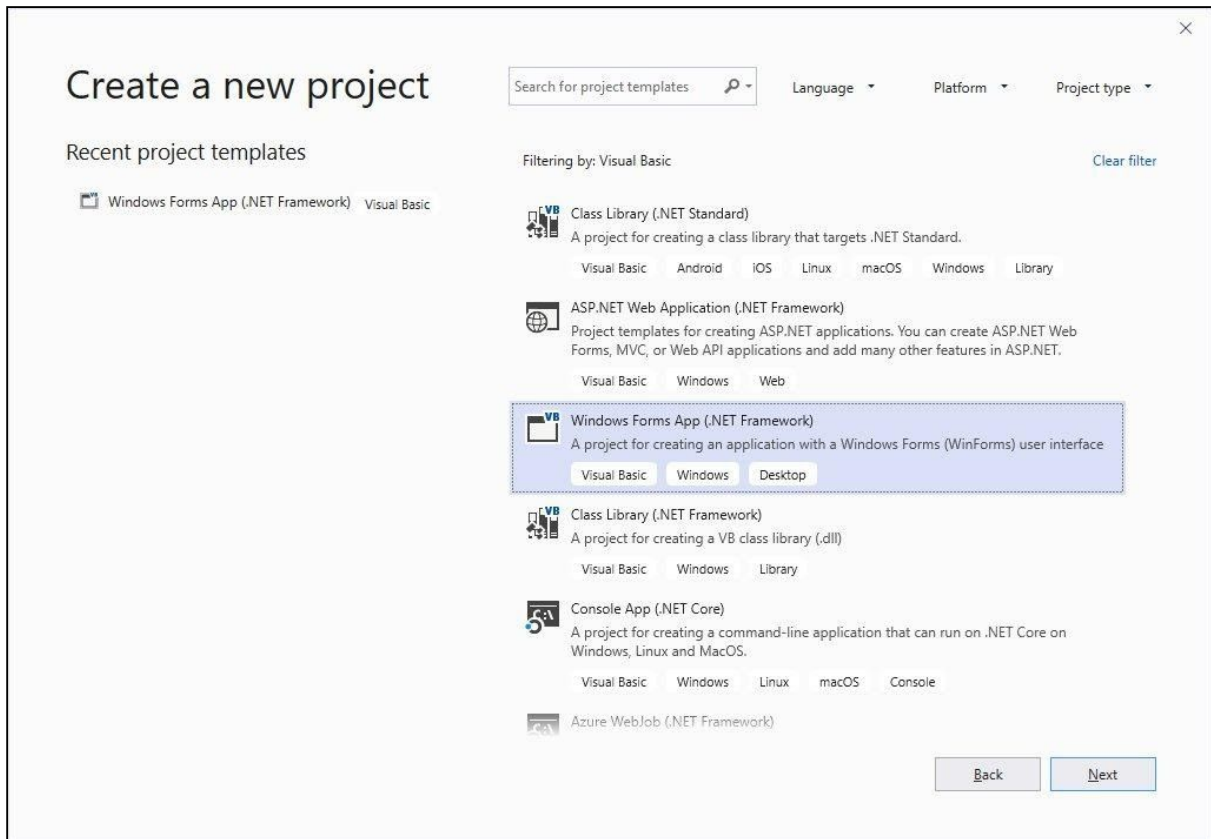 Create a new project
Search for project templates
Language
Platform
Project type
Recent project templates
Windows Forms App (.NET Framework) Visual Basic
Filtering by: Visual Basic
Clear filter
VB
Class Library (.NET Standard)
A project for creating a class library that targets .NET Standard.
Visual Basic Android iOS Linux macOS Windows Library
ASP.NET Web Application (.NET Framework)
Project templates for creating ASP.NET applications. You can create ASP.NET Web
Forms, MVC, or Web API applications and add many other features in ASP.NET.
Visual Basic Windows Web
VB
Windows Forms App (.NET Framework)
A project for creating an application with a Windows Forms (WinForms) user interface
Visual Basic Windows Desktop
VB
Class Library (.NET Framework)
A project for creating a VB class library (.dll)
Visual Basic Windows Library
C:\
Console App (.NET Core)
A project for creating a command-line application that can run on .NET Core on
Windows, Linux and MacOS.
Visual Basic Windows Linux macOS Console
C:\
Azure WebJob (.NET Framework)
Back
Next